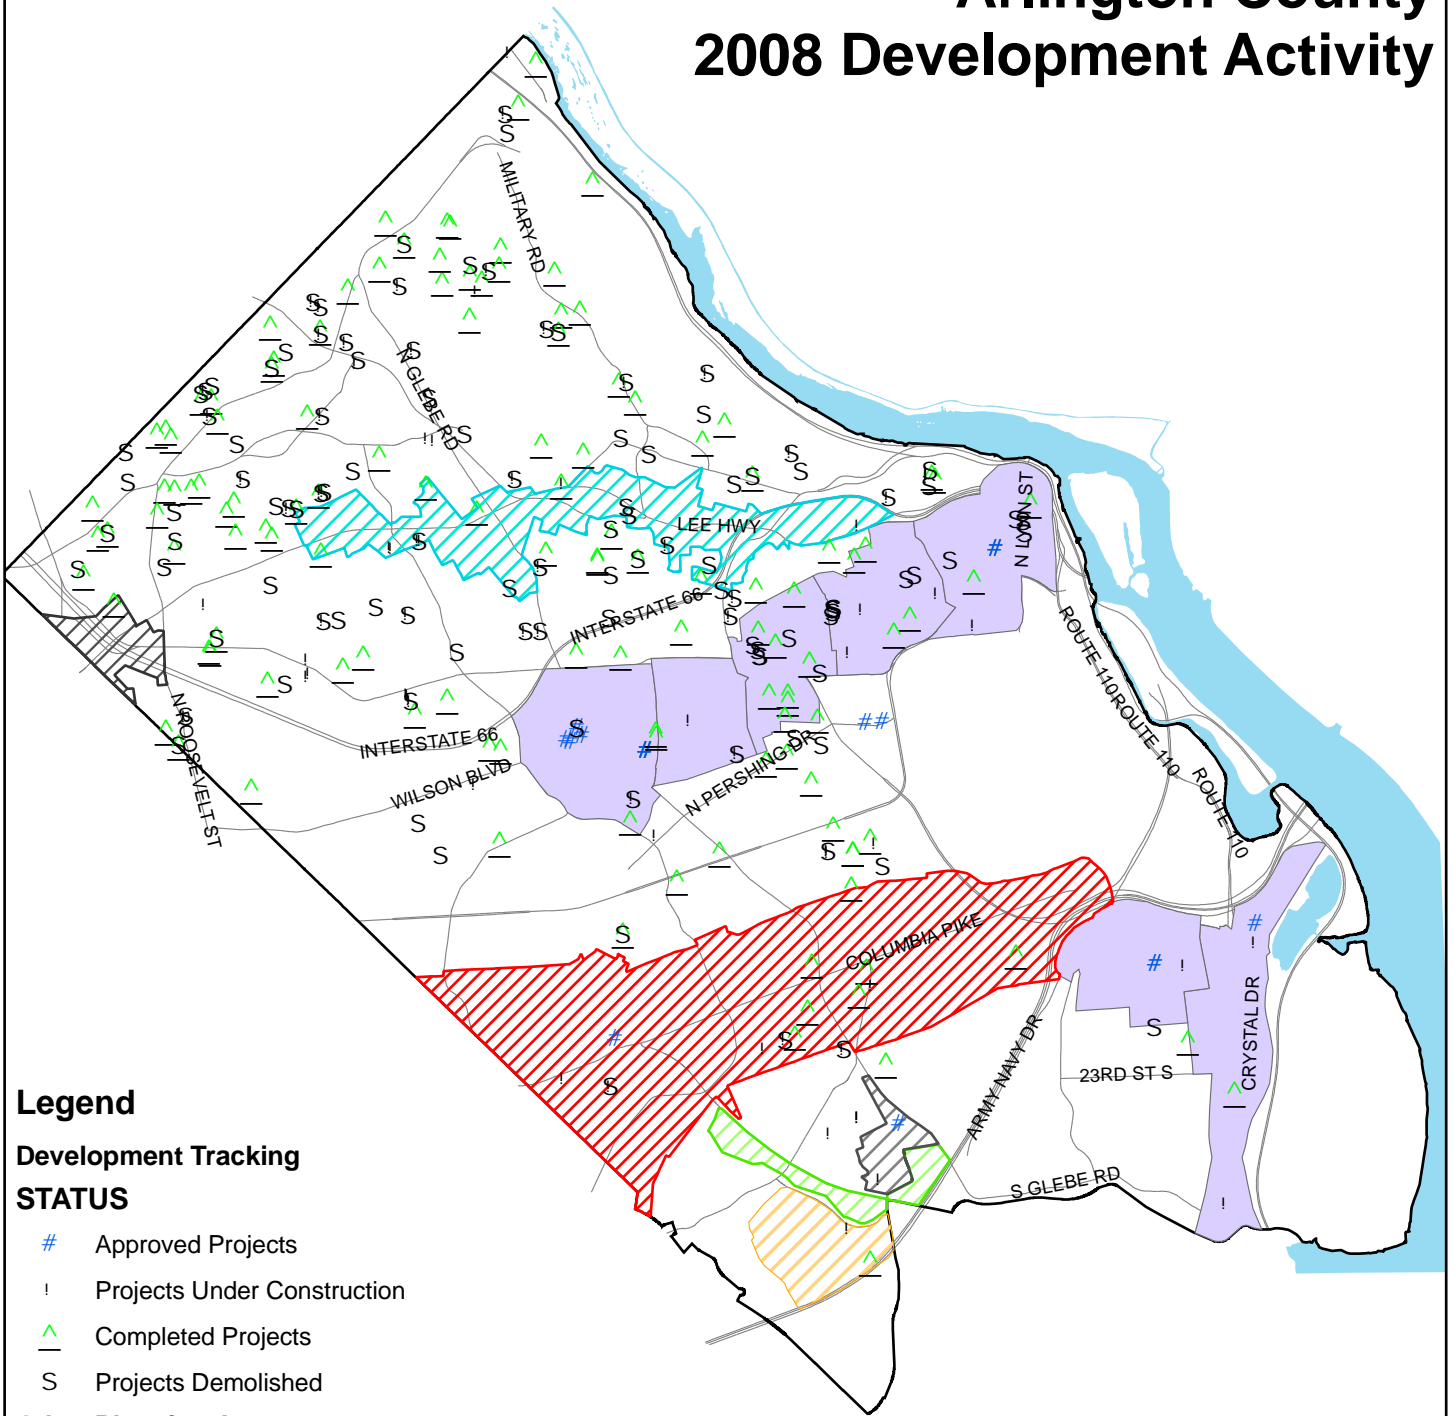 Arlington County
2008 Development Activity
MILITARY RD
N GLEBE RD
LEE HWY
N LYNN ST
INTERSTATE 66
ROUTE 110
ROUTE 110
ROUTE 110
N ROOSEVELT ST
INTERSTATE 66
WILSON BLVD
N PERSHING DR
COLUMBIA PIKE
ARMY NAVY DR
CRYSTAL DR
23RD ST S
S GLEBE RD
Legend
Development Tracking
STATUS
# Approved Projects
! Projects Under Construction
^ Completed Projects
S Projects Demolished